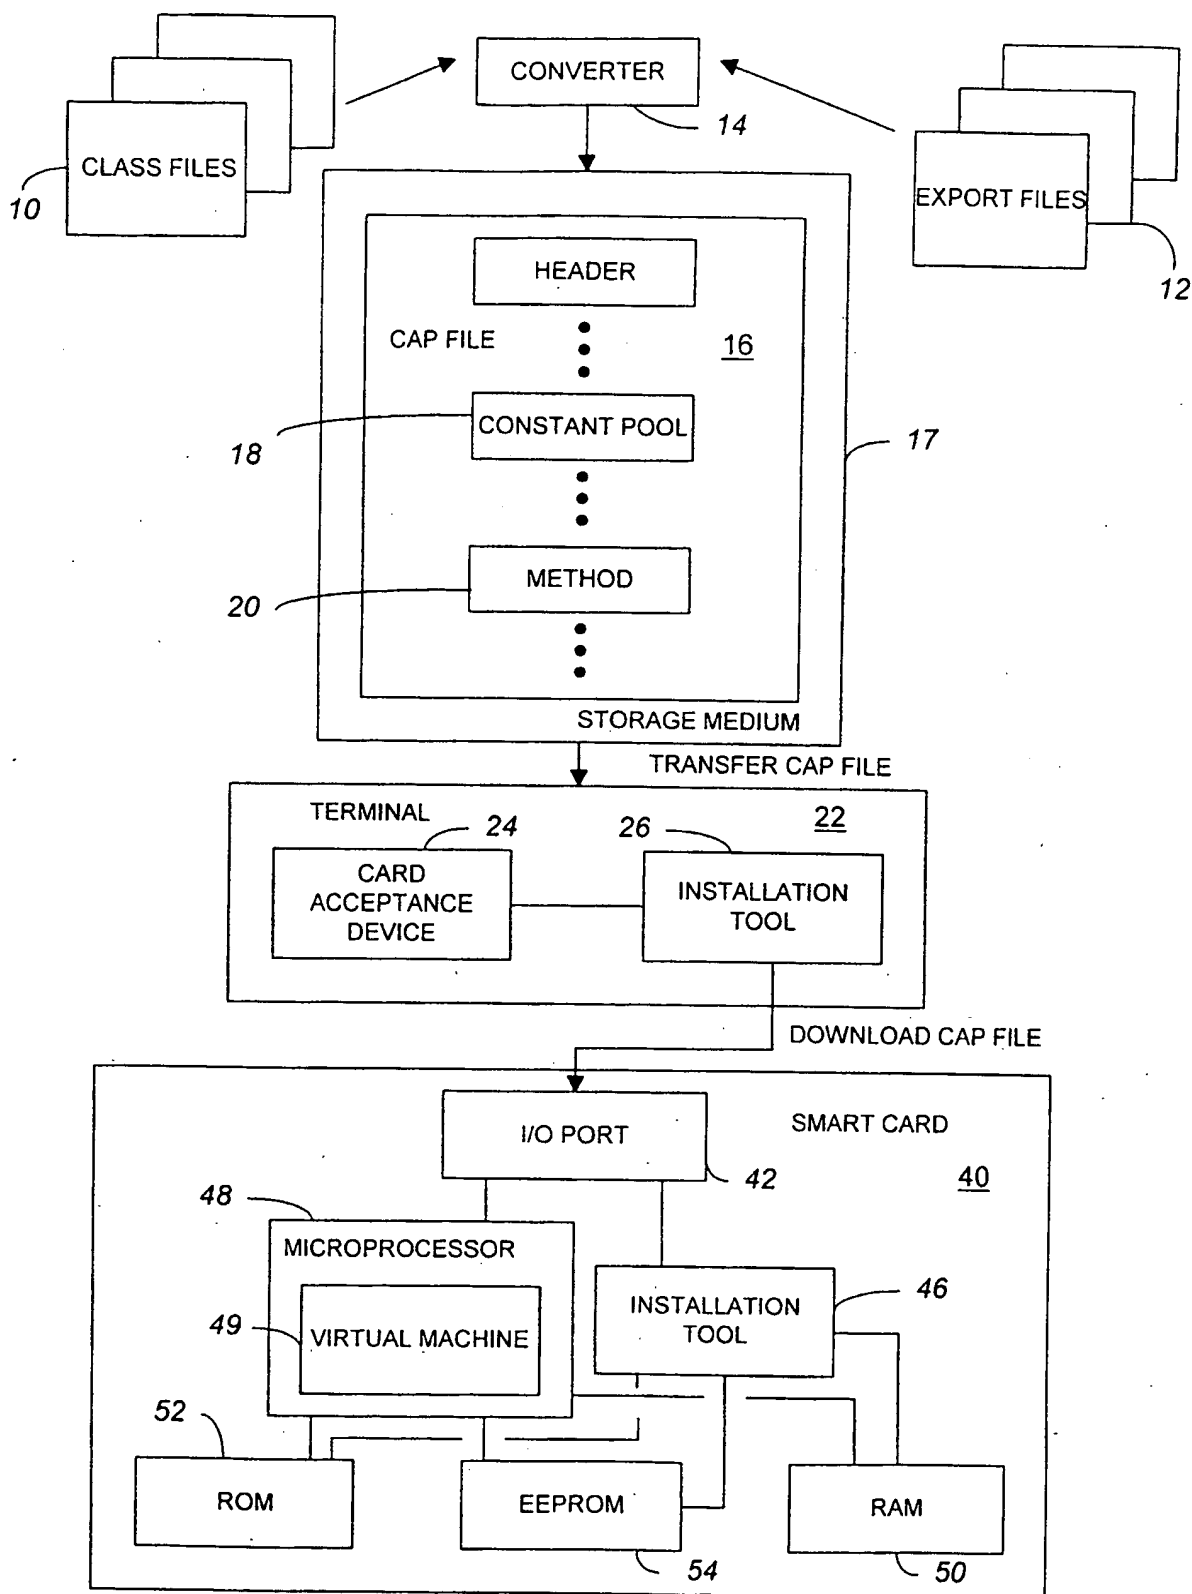 CONVERTER
14
CLASS FILES
10
EXPORT FILES
12
HEADER
CAP FILE
16
CONSTANT POOL
18
17
METHOD
20
STORAGE MEDIUM
TRANSFER CAP FILE
TERMINAL
22
24
26
CARD
ACCEPTANCE
DEVICE
INSTALLATION
TOOL
DOWNLOAD CAP FILE
I/O PORT
SMART CARD
42
40
48
MICROPROCESSOR
46
INSTALLATION
TOOL
49
VIRTUAL MACHINE
52
ROM
EEPROM
RAM
54
50